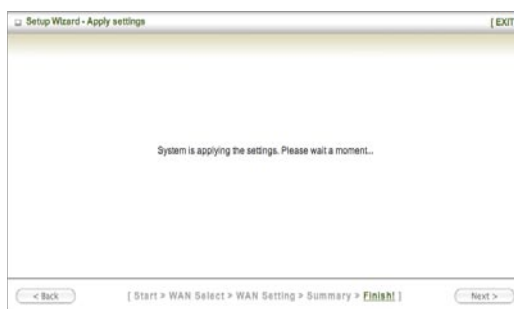 Setup Wizard - Apply settings [ EXIT
System is applying the settings. Please wait a moment...
< Back [ Start > WAN Select > WAN Setting > Summary > Finish! ] Next >